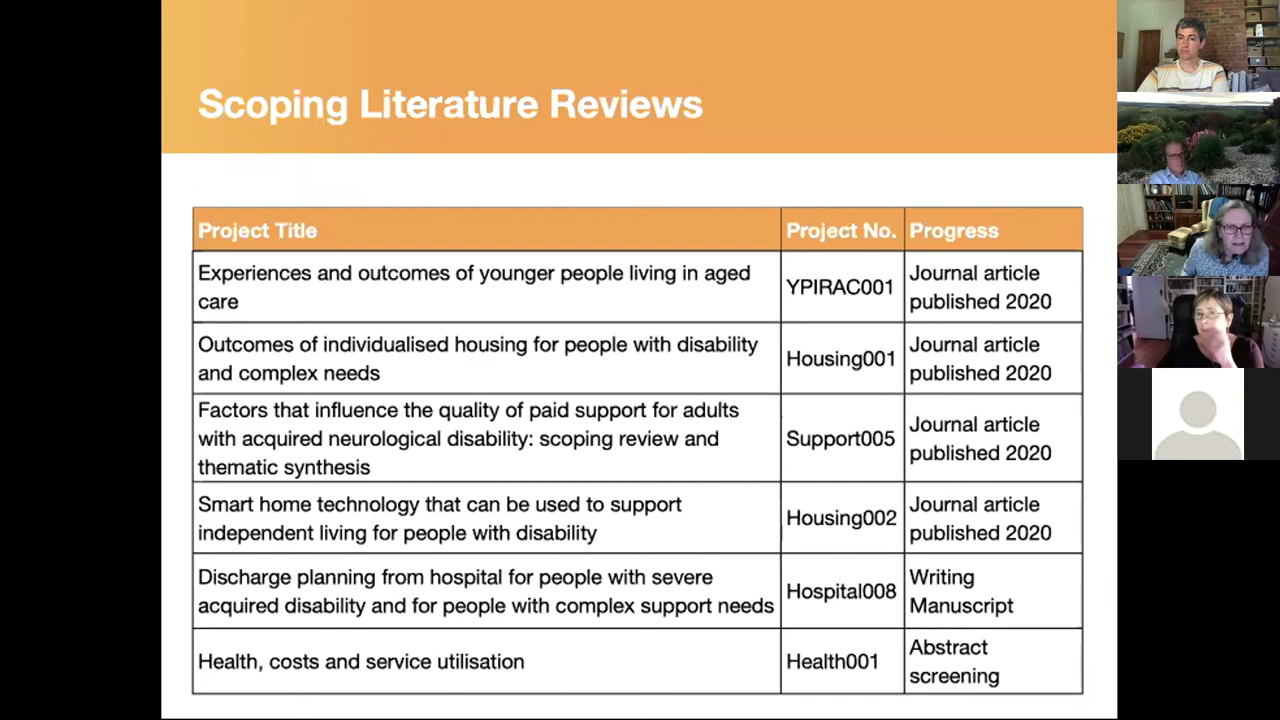 Scoping Literature Reviews
Project Title
Project No.
Progress
Experiences and outcomes of younger people living in aged
care
YPIRAC001
Journal article
published 2020
Outcomes of individualised housing for people with disability
and complex needs
Housing001
Journal article
published 2020
Factors that influence the quality of paid support for adults
with acquired neurological disability: scoping review and
thematic synthesis
Support005
Journal article
published 2020
Smart home technology that can be used to support
independent living for people with disability
Housing002
Journal article
published 2020
Discharge planning from hospital for people with severe
acquired disability and for people with complex support needs
Hospital008
Writing
Manuscript
Health, costs and service utilisation
Health001
Abstract
screening